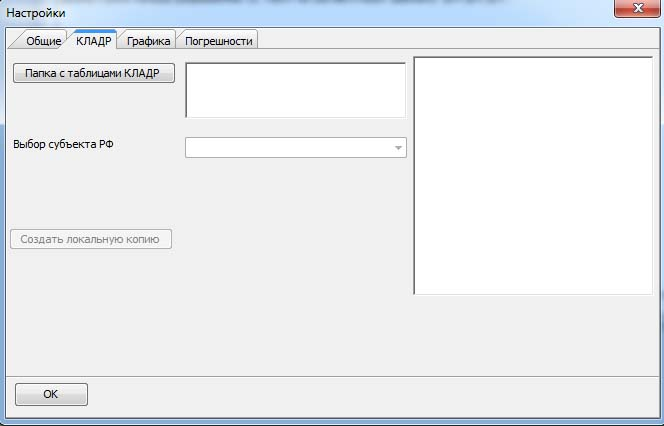 Настройки
Общие КЛАДР Графика Погрешности
Папка с таблицами КЛАДР
Выбор субъекта РФ
Создать локальную копию
OK